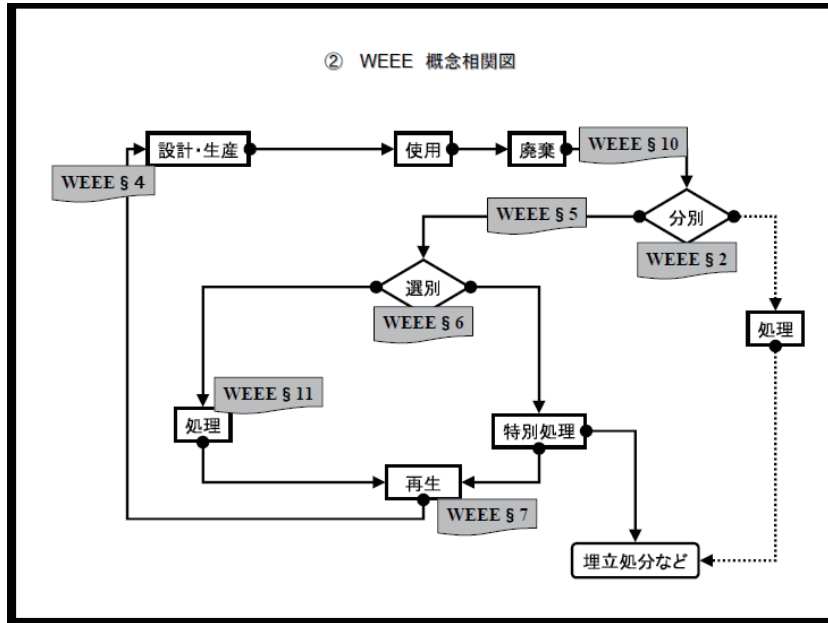 ② WEEE 概念相関図
設計・生産
使用
廃棄
WEEE § 10
WEEE § 4
WEEE § 5
分別
WEEE § 2
選別
WEEE § 6
処理
WEEE § 11
処理
特別処理
再生
WEEE § 7
埋立処分など